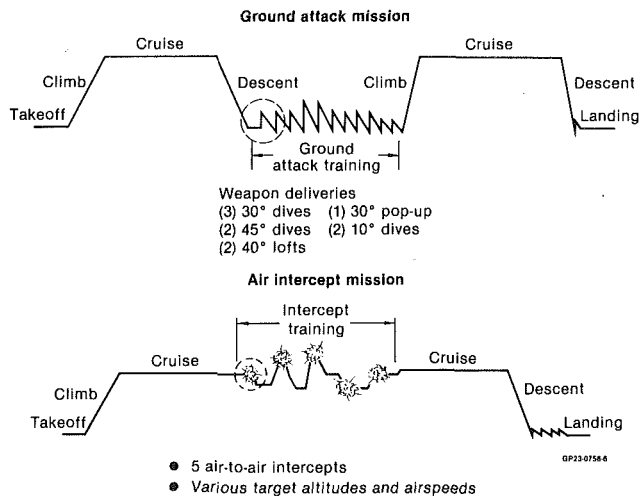 Ground attack mission
Cruise
Cruise
Climb
Descent
Climb
Descent
Takeoff
Landing
Ground
attack training
Weapon deliveries
(3) 30° dives (1) 30° pop-up
(2) 45° dives (2) 10° dives
(2) 40° lofts
Air intercept mission
Intercept
training
Cruise
Cruise
Climb
Descent
Takeoff
Landing
GP23-0756-6
● 5 air-to-air intercepts
● Various target altitudes and airspeeds